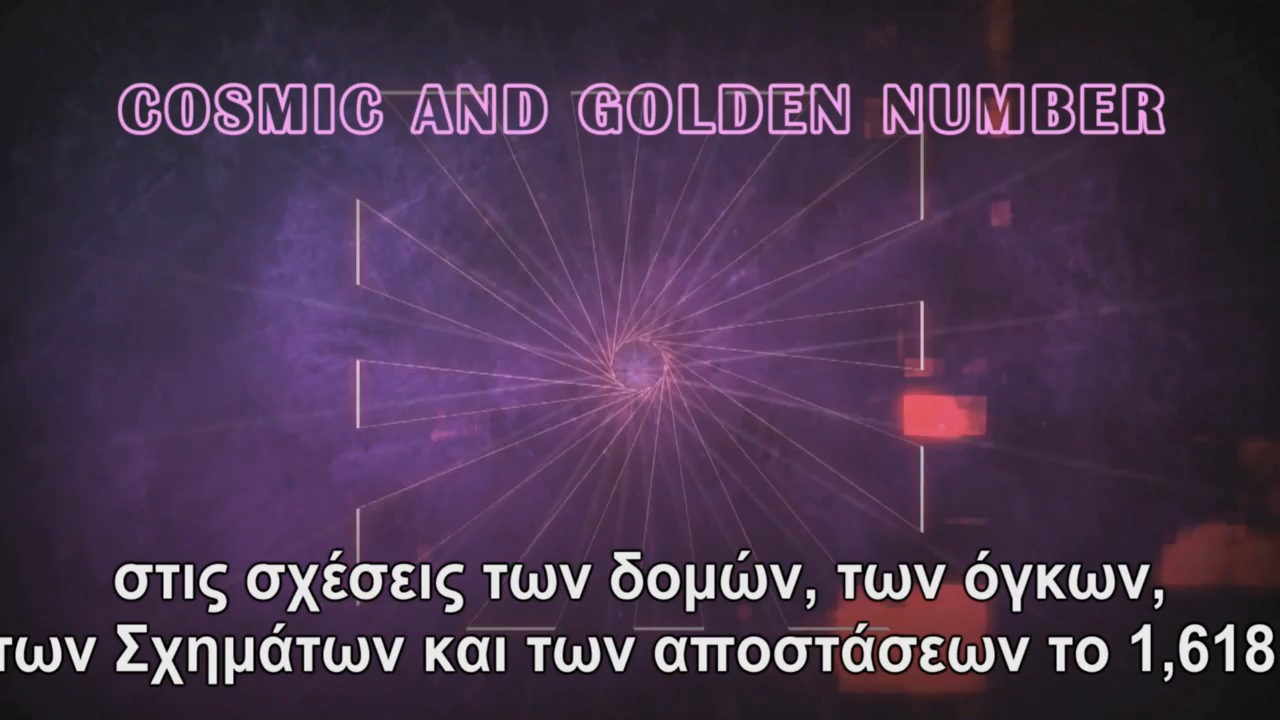 COSMIC AND GOLDEN NUMBER
στις σχέσεις των δομών, των όγκων,
των Σχημάτων και των αποστάσεων το 1,618